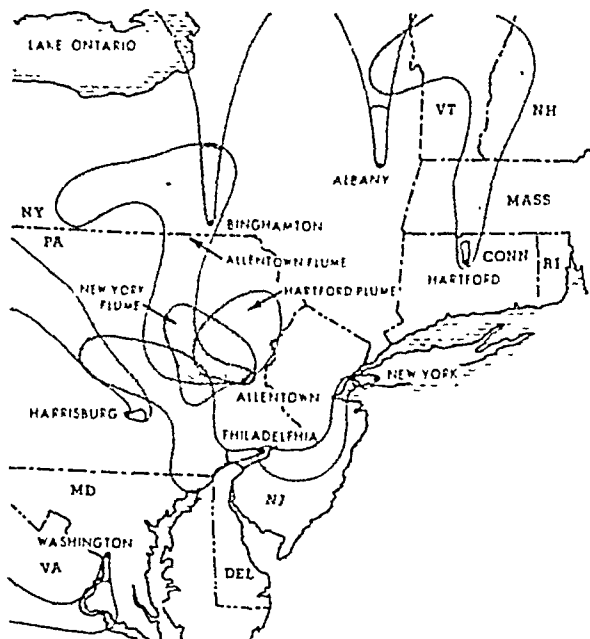 LAKE ONTARIO
VT
NH
ALBANY
MASS
NY
BINGHAMTON
PA
ALLENTOWN PLUME
CONN
RI
HARTFORD
NEW YORK
PLUME
HARTFORD PLUME
NEW YORK
ALLENTOWN
HARRISBURG
PHILADELPHIA
MD
NJ
WASHINGTON
VA
DEL